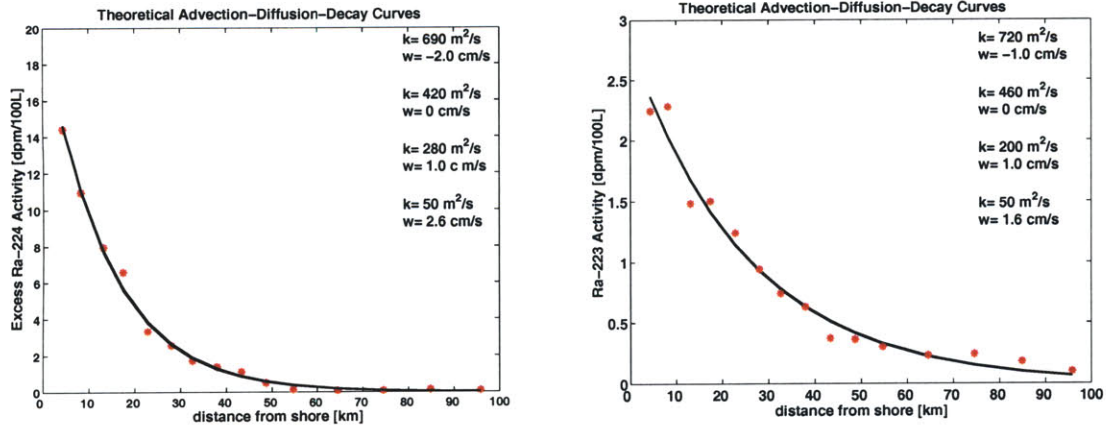 Theoretical Advection-Diffusion-Decay Curves
20
18
16
14
12
10
8
6
4
2
0
Excess Ra-224 Activity [dpm/100L]
k= 690 m²/s
w= -2.0 cm/s
k= 420 m²/s
w= 0 cm/s
k= 280 m²/s
w= 1.0 c m/s
k= 50 m²/s
w= 2.6 cm/s
0 10 20 30 40 50 60 70 80 90 100
distance from shore [km]
Theoretical Advection-Diffusion-Decay Curves
3
2.5
2
1.5
1
0.5
0
Ra-223 Activity [dpm/100L]
k= 720 m²/s
w= -1.0 cm/s
k= 460 m²/s
w= 0 cm/s
k= 200 m²/s
w= 1.0 cm/s
k= 50 m²/s
w= 1.6 cm/s
0 10 20 30 40 50 60 70 80 90 100
distance from shore [km]